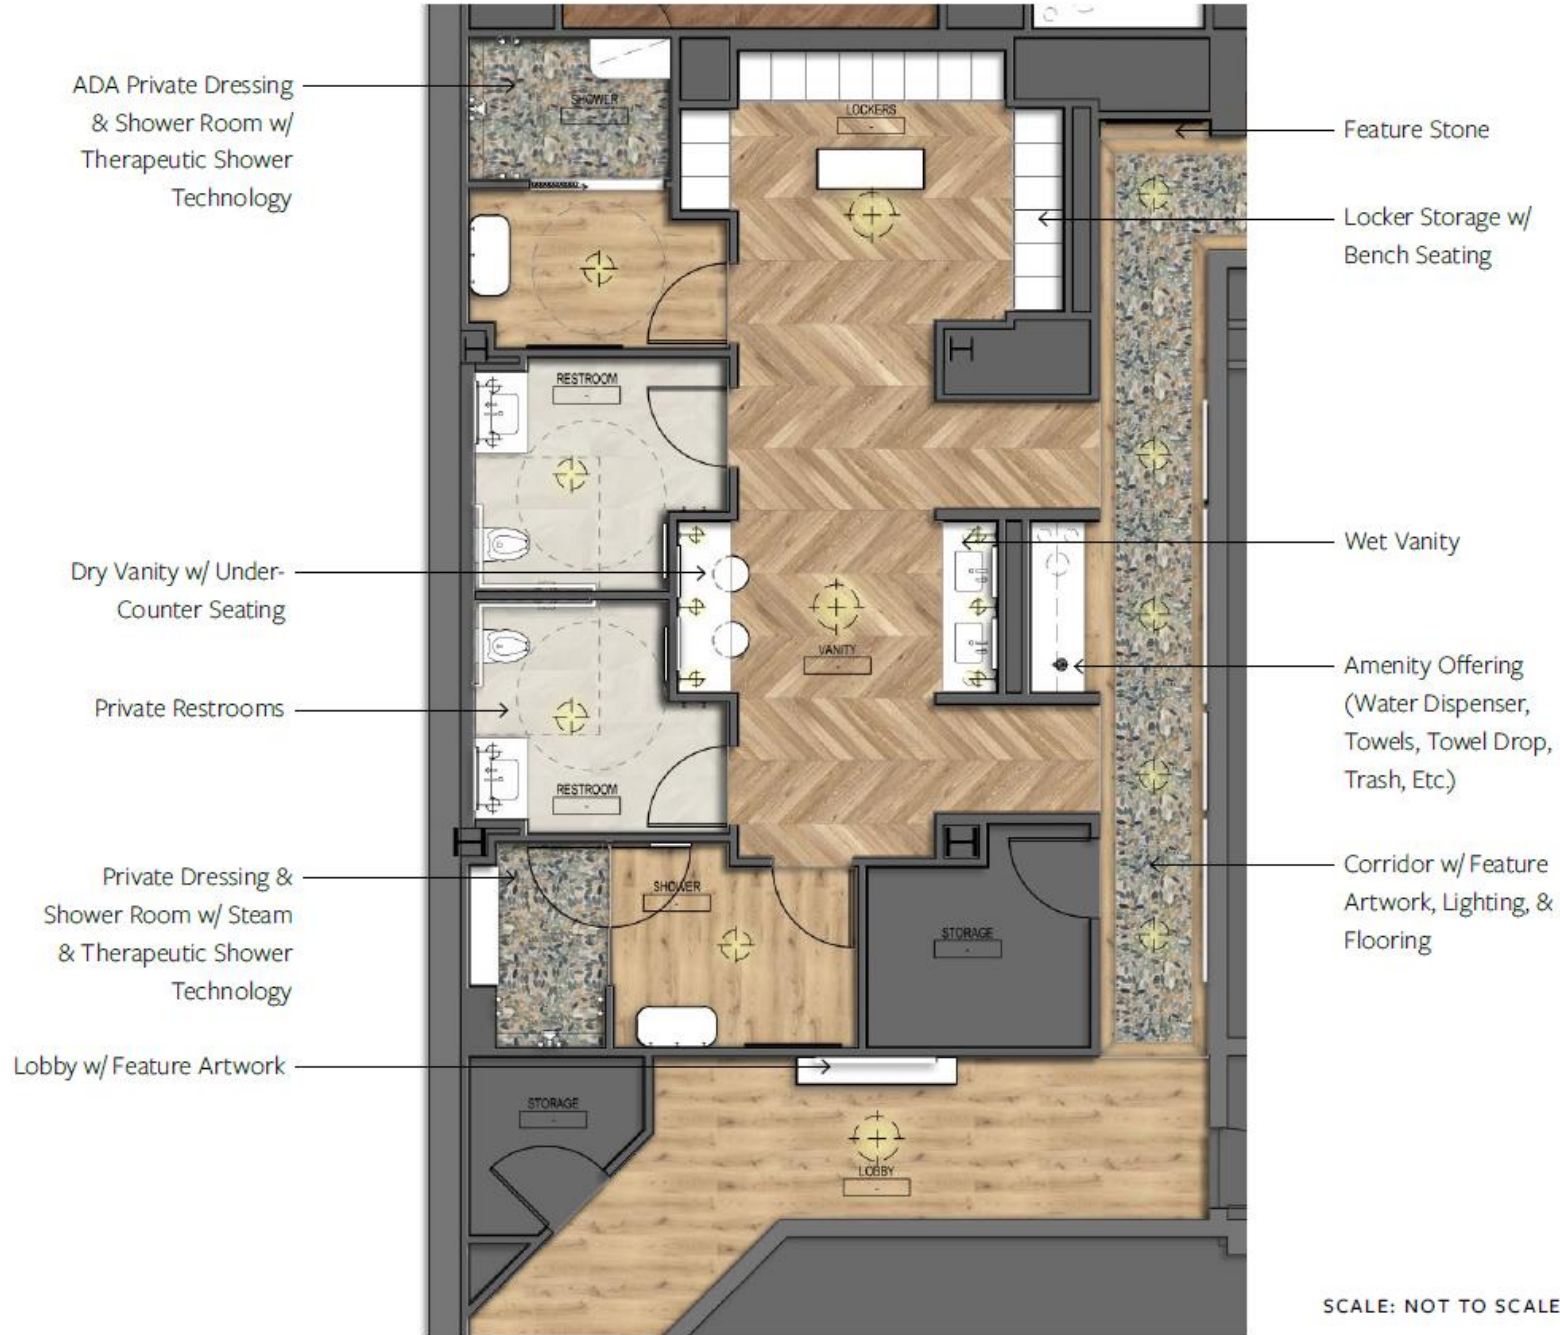 ADA Private Dressing
& Shower Room w/
Therapeutic Shower
Technology
Dry Vanity w/ Under-
Counter Seating
Private Restrooms
Private Dressing &
Shower Room w/ Steam
& Therapeutic Shower
Technology
Lobby w/ Feature Artwork
SHOWER
LOCKERS
RESTROOM
VANITY
RESTROOM
SHOWER
STORAGE
STORAGE
LOBBY
Feature Stone
Locker Storage w/
Bench Seating
Wet Vanity
Amenity Offering
(Water Dispenser,
Towels, Towel Drop,
Trash, Etc.)
Corridor w/ Feature
Artwork, Lighting, &
Flooring
SCALE: NOT TO SCALE